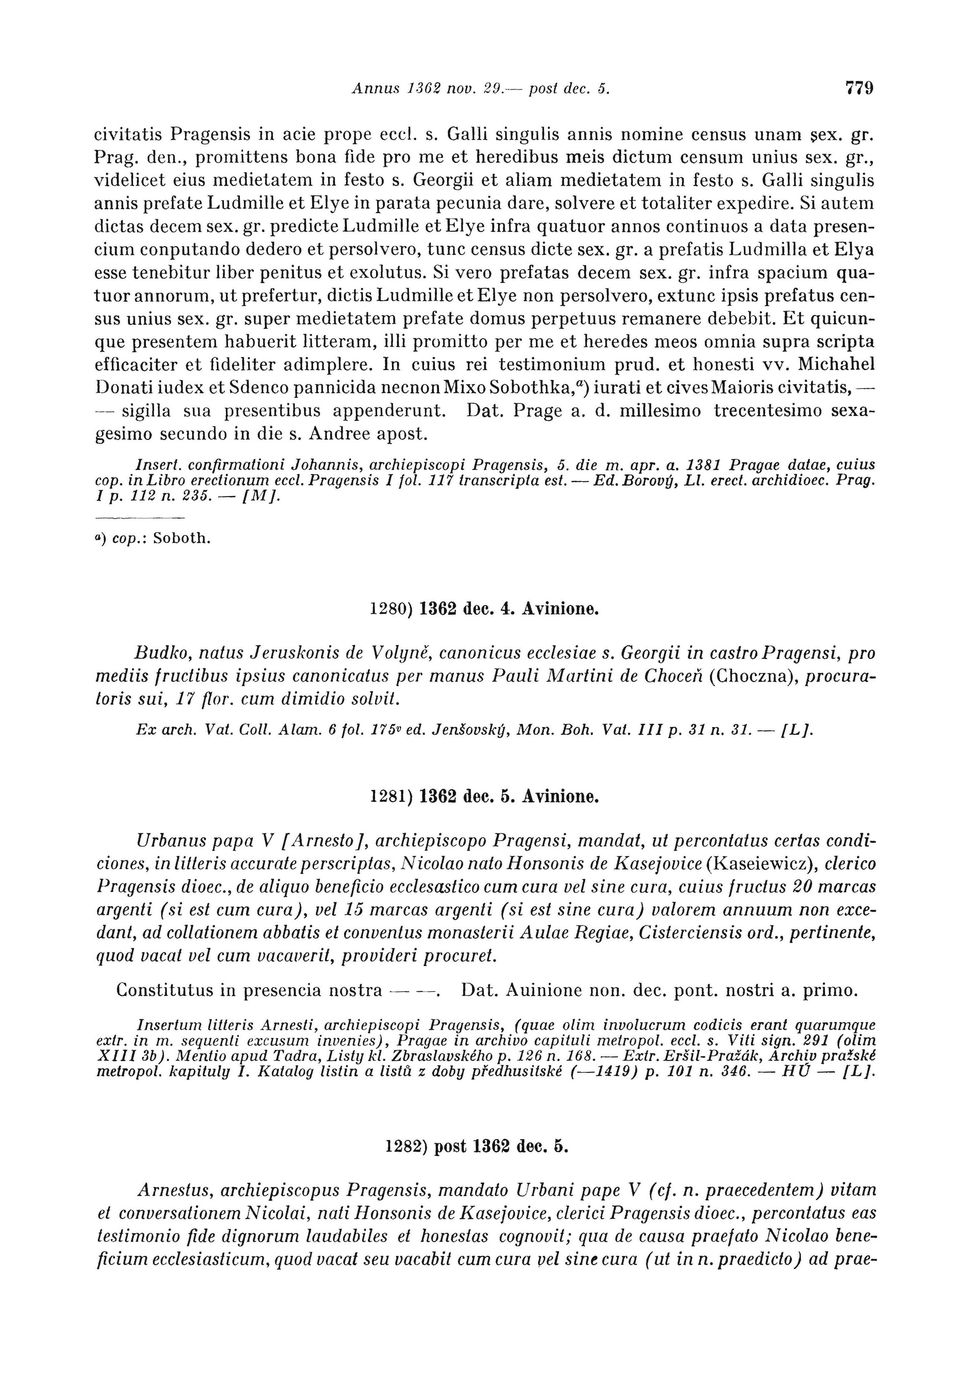 Annus 1362 nov. 29.— post dec. 5. 779
civitatis Pragensis in acie prope eccl. s. Galli singulis annis nomine census unam sex. gr.
Prag. den., promittens bona fide pro me et heredibus meis dictum censum unius sex. gr.,
videlicet eius medietatem in festo s. Georgii et aliam medietatem in festo s. Galli singulis
annis prefate Ludmille et Elye in parata pecunia dare, solvere et totaliter expedire. Si autem
dictas decem sex. gr. predicte Ludmille et Elye infra quatuor annos continuos a data presen-
cium conputando dedero et persolvero, tunc census dicte sex. gr. a prefatis Ludmilla et Elya
esse tenebitur liber penitus et exolutus. Si vero prefatas decem sex. gr. infra spacium qua-
tuor annorum, ut prefertur, dictis Ludmille et Elye non persolvero, extunc ipsis prefatus cen-
sus unius sex. gr. super medietatem prefate domus perpetuus remanere debebit. Et quicun-
que presentem habuerit litteram, illi promitto per me et heredes meos omnia supra scripta
efficaciter et fideliter adimplere. In cuius rei testimonium prud. et honesti vv. Michahel
Donati iudex et Sdenco pannicida necnon Mixo Sobothka,a) iurati et cives Maioris civitatis, —
— sigilla sua presentibus appenderunt. Dat. Prage a. d. millesimo trecentesimo sexa-
gesimo secundo in die s. Andree apost.
Insert. confirmationi Johannis, archiepiscopi Pragensis, 5. die m. apr. a. 1381 Pragae datae, cuius
cop. in Libro erectionum eccl. Pragensis I fol. 117 transcripta est. — Ed. Borový, Ll. erect. archidioec. Prag.
I p. 112 n. 235. — [M].
a) cop.: Soboth.
1280) 1362 dec. 4. Avinione.
Budko, natus Jeruskonis de Volyně, canonicus ecclesiae s. Georgii in castro Pragensi, pro
mediis fructibus ipsius canonicatus per manus Pauli Martini de Choceň (Choczna), procura-
toris sui, 17 flor. cum dimidio solvit.
Ex arch. Vat. Coll. Alam. 6 fol. 175v ed. Jenšovský, Mon. Boh. Vat. III p. 31 n. 31. — [L].
1281) 1362 dec. 5. Avinione.
Urbanus papa V [Arnesto], archiepiscopo Pragensi, mandat, ut percontatus certas condi-
ciones, in litteris accurate perscriptas, Nicolao nato Honsonis de Kasejovice (Kaseiewicz), clerico
Pragensis dioec., de aliquo beneficio ecclesastico cum cura vel sine cura, cuius fructus 20 marcas
argenti (si est cum cura), vel 15 marcas argenti (si est sine cura) valorem annuum non exce-
dant, ad collationem abbatis et conventus monasterii Aulae Regiae, Cisterciensis ord., pertinente,
quod vacat vel cum vacaverit, provideri procuret.
Constitutus in presencia nostra — —. Dat. Auinione non. dec. pont. nostri a. primo.
Insertum litteris Arnesti, archiepiscopi Pragensis, (quae olim involucrum codicis erant quarumque
extr. in m. sequenti excusum invenies), Pragae in archivo capituli metropol. eccl. s. Viti sign. 291 (olim
XIII 3b). Mentio apud Tadra, Listy kl. Zbraslavského p. 126 n. 168. — Extr. Eršil-Pražák, Archiv pražské
metropol. kapituly I. Katalog listin a listů z doby předhusitské (—1419) p. 101 n. 346. — HÚ — [L].
1282) post 1362 dec. 5.
Arnestus, archiepiscopus Pragensis, mandato Urbani pape V (cf. n. praecedentem) vitam
et conversationem Nicolai, nati Honsonis de Kasejovice, clerici Pragensis dioec., percontatus eas
testimonio fide dignorum laudabiles et honestas cognovit; qua de causa praefato Nicolao bene-
ficium ecclesiasticum, quod vacat seu vacabit cum cura vel sine cura (ut in n. praedicto) ad prae-